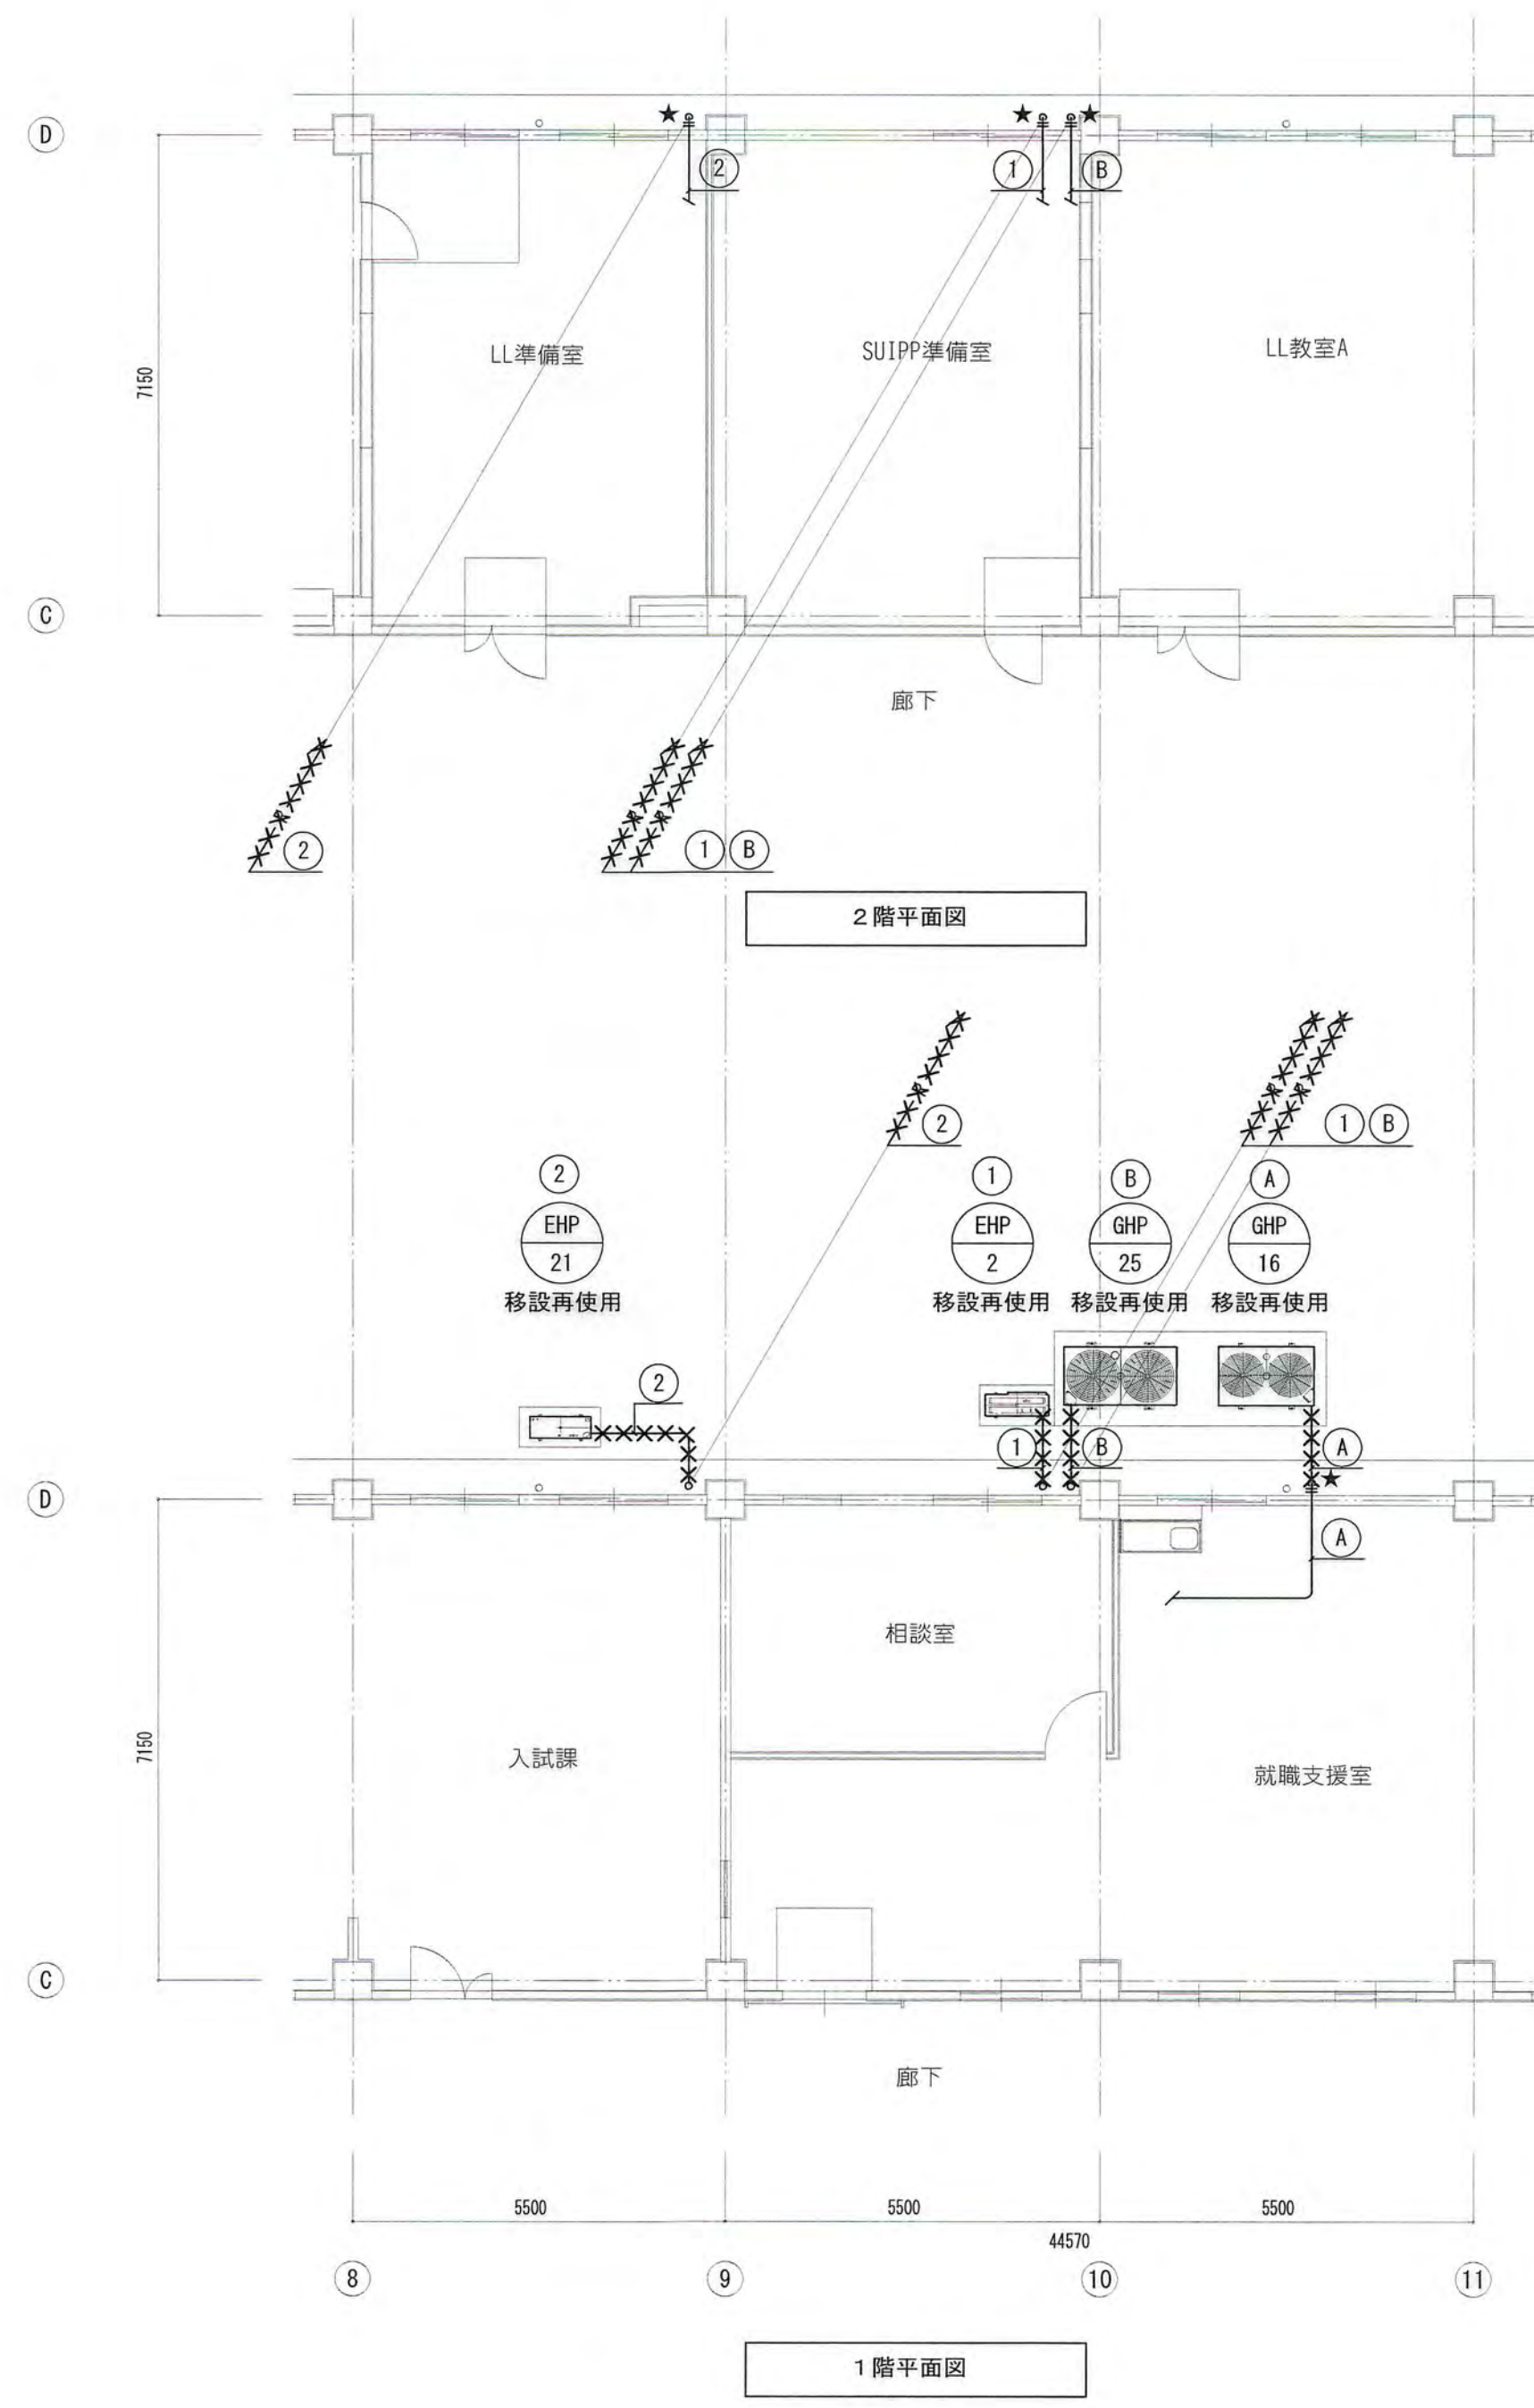 ★
★
★
D
2
1
B
7150
LL準備室
SUIPP準備室
LL教室A
C
廊下
2
1 B
2階平面図
2
1 B
2
1
B
A
EHP
21
移設再使用
EHP
2
移設再使用
GHP
25
移設再使用
GHP
16
移設再使用
2
1
B
A
★
D
A
相談室
7150
入試課
就職支援室
C
廊下
5500
5500
5500
44570
8
9
10
11
1階平面図